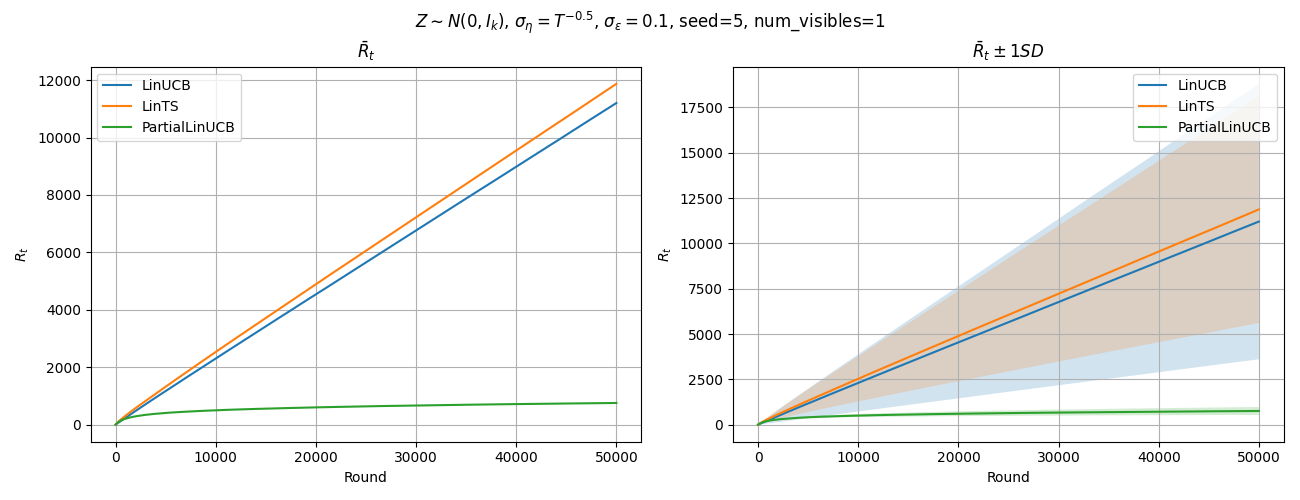 Z ∼ N(0, I_k), σ_η = T^{−0.5}, σ_ε = 0.1, seed=5, num_visibles=1
R̄_t
12000
10000
8000
6000
4000
2000
0
R_t
LinUCB
LinTS
PartialLinUCB
0 10000 20000 30000 40000 50000
Round
R̄_t ± 1SD
17500
15000
12500
10000
7500
5000
2500
0
R_t
LinUCB
LinTS
PartialLinUCB
0 10000 20000 30000 40000 50000
Round